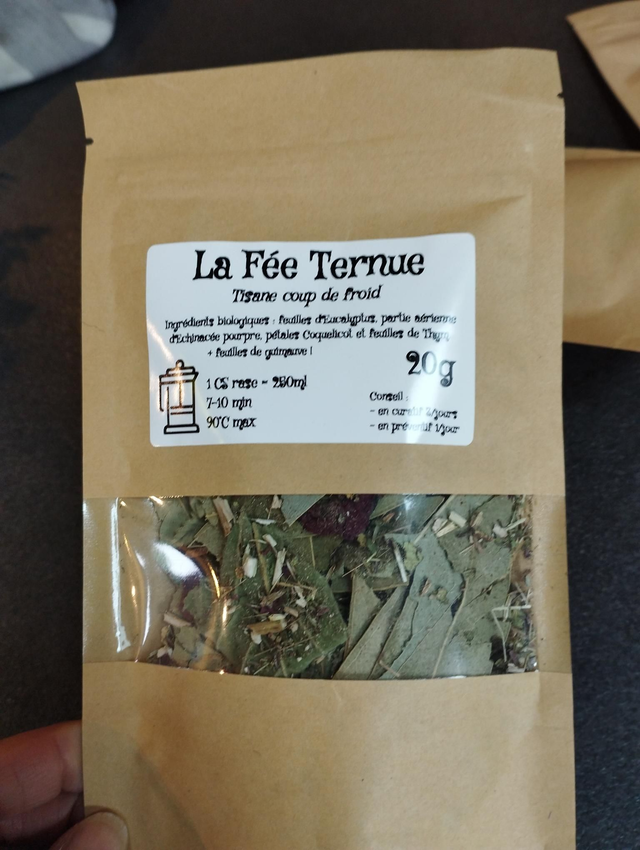 La Fée Ternue
Tisane coup de froid
Ingrédients biologiques : feuilles d'Eucalyptus, partie aérienne
d'Echinacée pourpre, pétales Coquelicot et feuilles de Thym,
+ feuilles de guimauve !
20g
1 CS rase = 250ml
7-10 min
90°C max
Conseil :
- en curatif 3/jours
- en préventif 1/jour